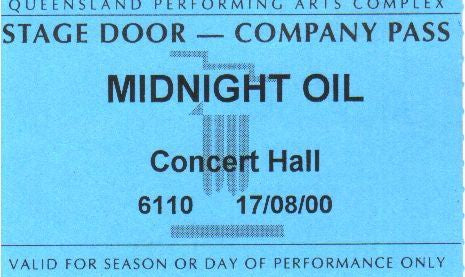 QUEENSLAND PERFORMING ARTS COMPLEX
STAGE DOOR — COMPANY PASS
MIDNIGHT OIL
Concert Hall
6110 17/08/00
VALID FOR SEASON OR DAY OF PERFORMANCE ONLY